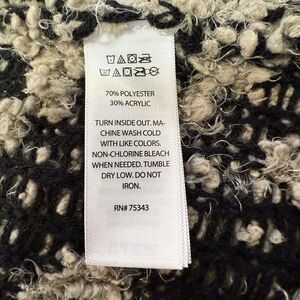 70% POLYESTER
30% ACRYLIC
TURN INSIDE OUT. MA-
CHINE WASH COLD
WITH LIKE COLORS.
NON-CHLORINE BLEACH
WHEN NEEDED. TUMBLE
DRY LOW. DO NOT
IRON.
RN# 75343